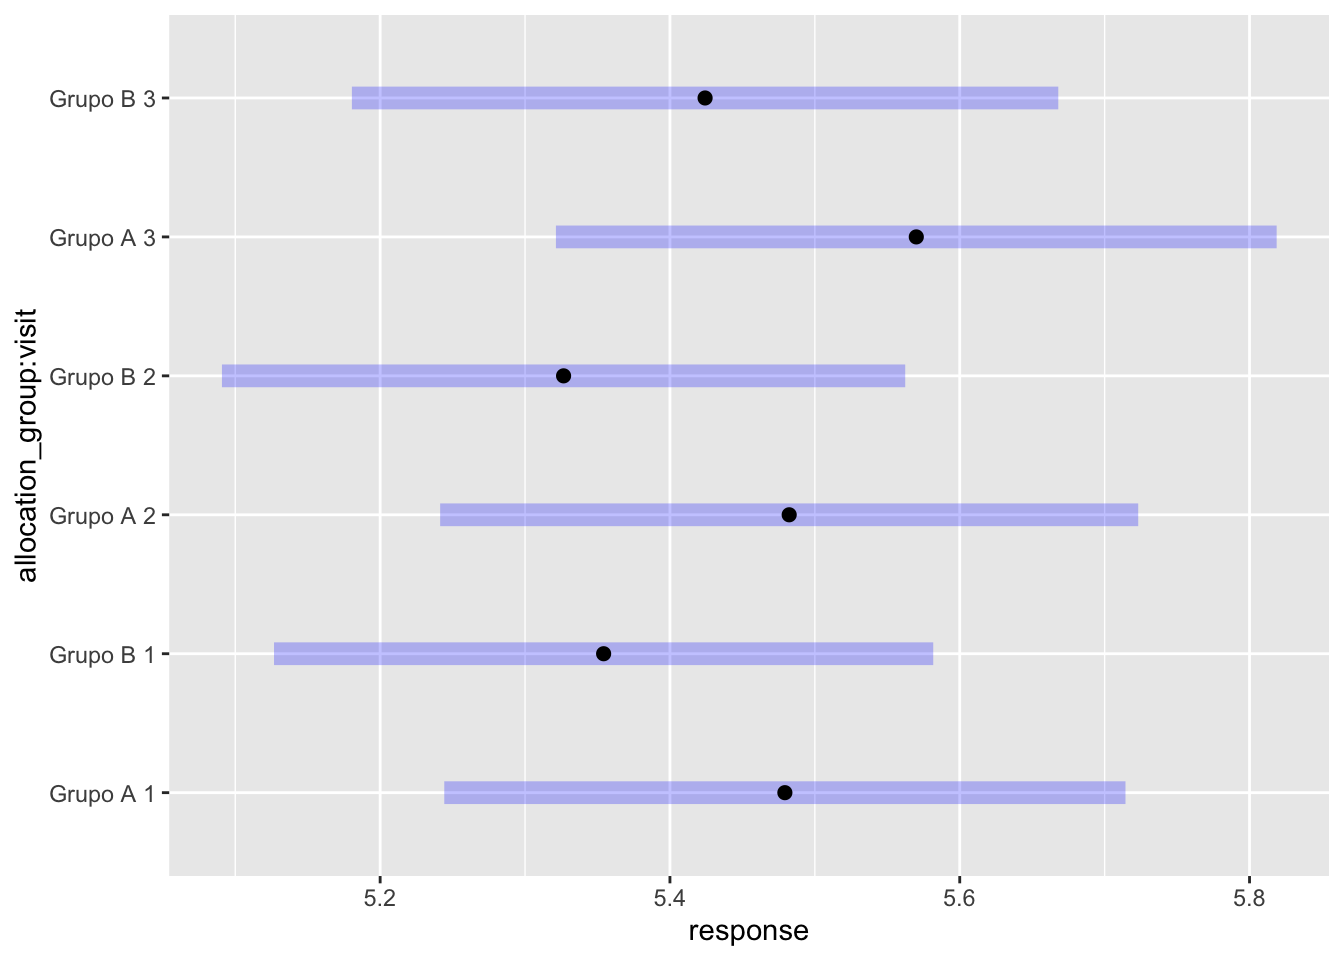 Grupo B 3
Grupo A 3
Grupo B 2
Grupo A 2
Grupo B 1
Grupo A 1
allocation_group:visit
5.2 5.4 5.6 5.8
response